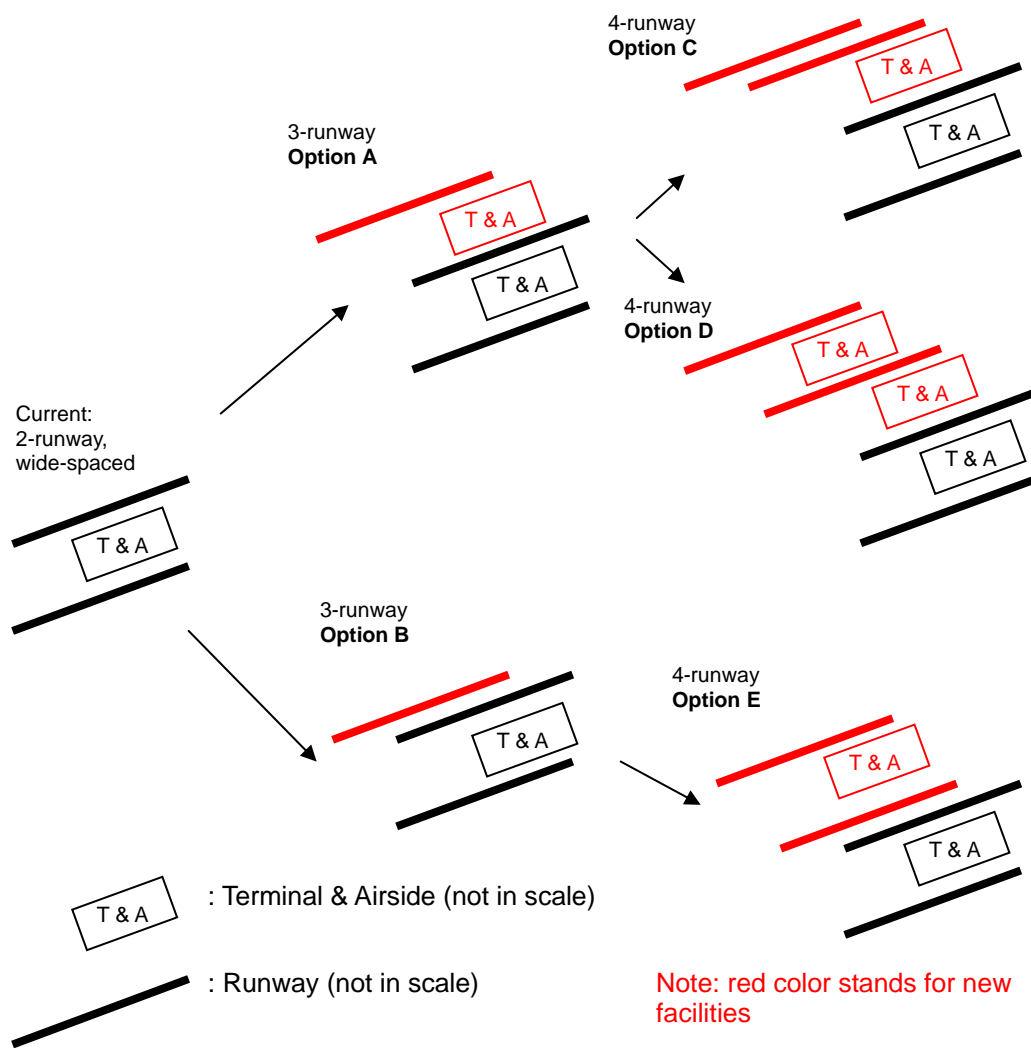 4-runway
Option C
T & A
T & A
3-runway
Option A
T & A
T & A
4-runway
Option D
T & A
T & A
T & A
Current:
2-runway,
wide-spaced
T & A
3-runway
Option B
T & A
4-runway
Option E
T & A
T & A
T & A
: Terminal & Airside (not in scale)
: Runway (not in scale)
Note: red color stands for new
facilities